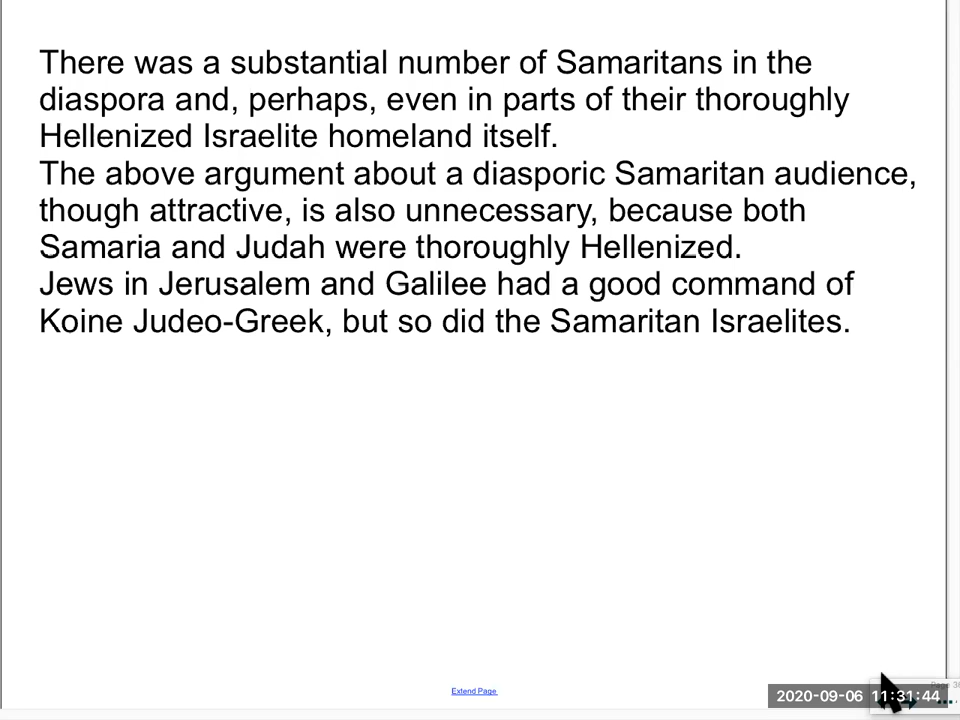 There was a substantial number of Samaritans in the
diaspora and, perhaps, even in parts of their thoroughly
Hellenized Israelite homeland itself.
The above argument about a diasporic Samaritan audience,
though attractive, is also unnecessary, because both
Samaria and Judah were thoroughly Hellenized.
Jews in Jerusalem and Galilee had a good command of
Koine Judeo-Greek, but so did the Samaritan Israelites.
Extend Page
2020-09-06 11:31:44